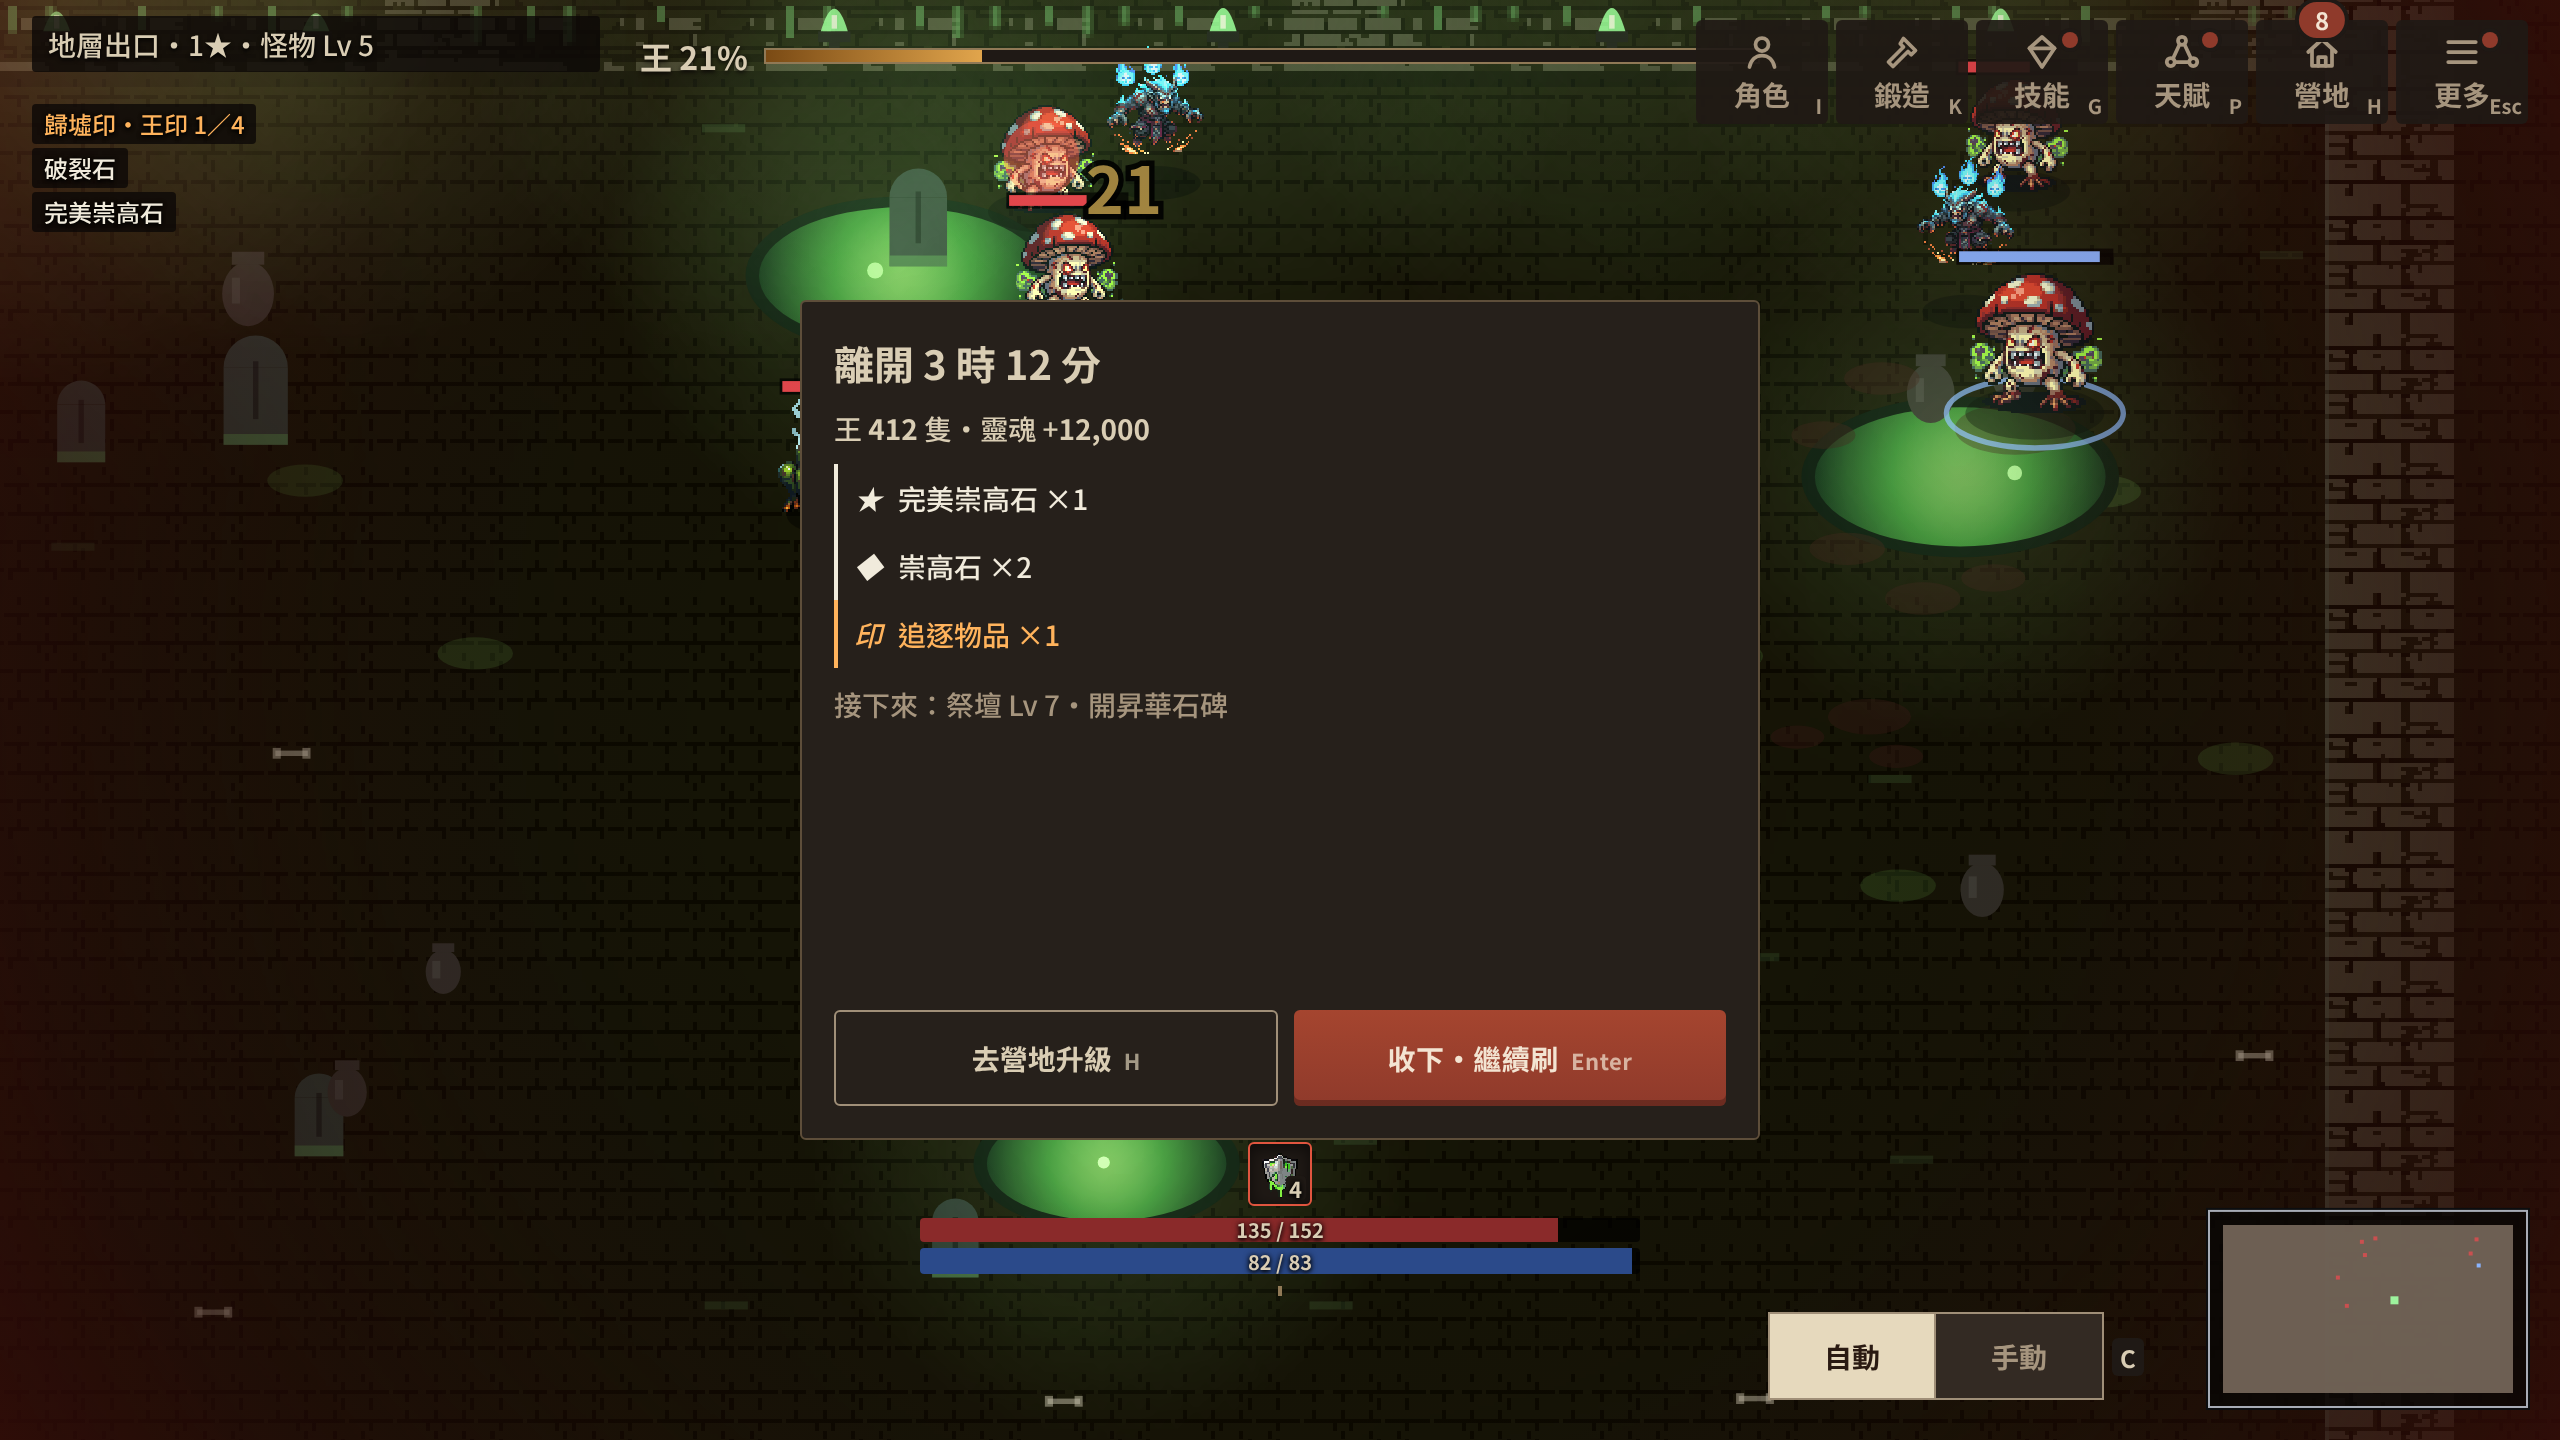 地層出口・1★・怪物 Lv 5
王 21%
角色 I
鍛造 K
技能 G
天賦 P
8
營地 H
更多 Esc
歸墟印・王印 1／4
破裂石
完美崇高石
21
離開 3 時 12 分
王 412 隻・靈魂 +12,000
★ 完美崇高石 ×1
◆ 崇高石 ×2
印 追逐物品 ×1
接下來：祭壇 Lv 7・開昇華石碑
去營地升級 H
收下・繼續刷 Enter
4
135 / 152
82 / 83
自動
手動
C